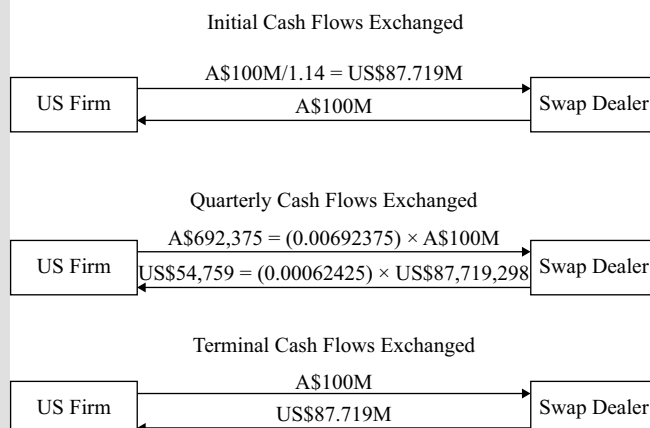 Initial Cash Flows Exchanged
A$100M/1.14 = US$87.719M
US Firm
Swap Dealer
A$100M
Quarterly Cash Flows Exchanged
A$692,375 = (0.00692375) × A$100M
US Firm
Swap Dealer
US$54,759 = (0.00062425) × US$87,719,298
Terminal Cash Flows Exchanged
A$100M
US Firm
Swap Dealer
US$87.719M